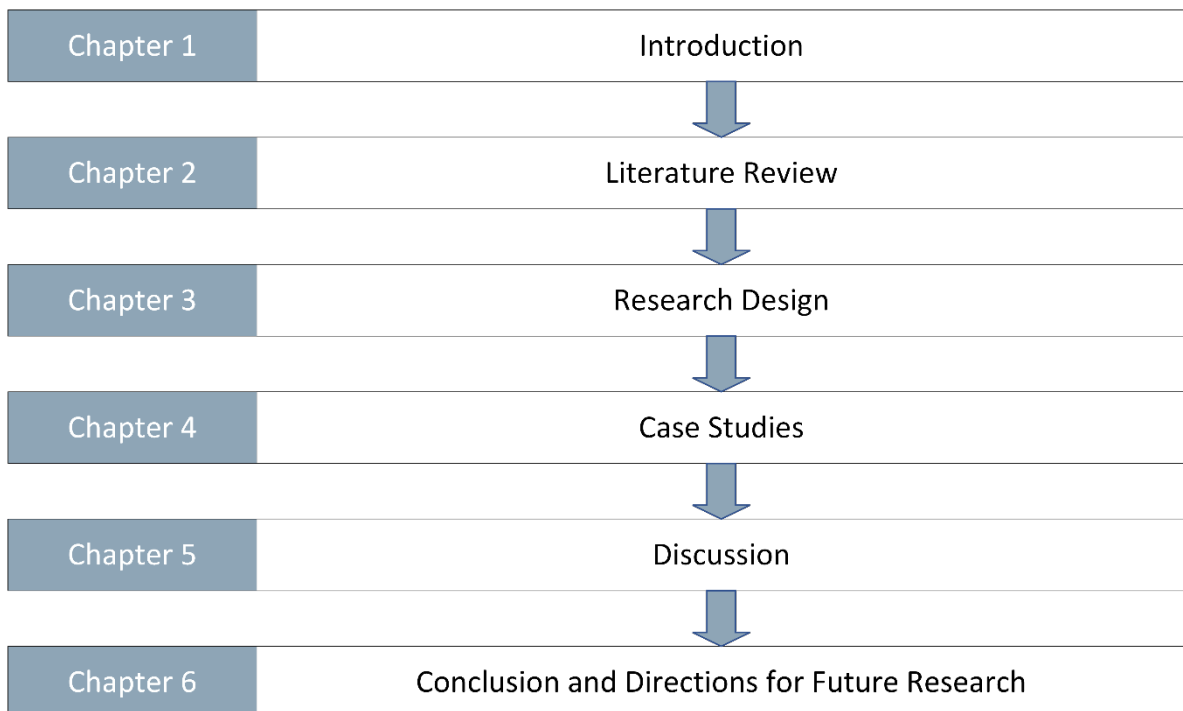 Chapter 1
Introduction
Chapter 2
Literature Review
Chapter 3
Research Design
Chapter 4
Case Studies
Chapter 5
Discussion
Chapter 6
Conclusion and Directions for Future Research